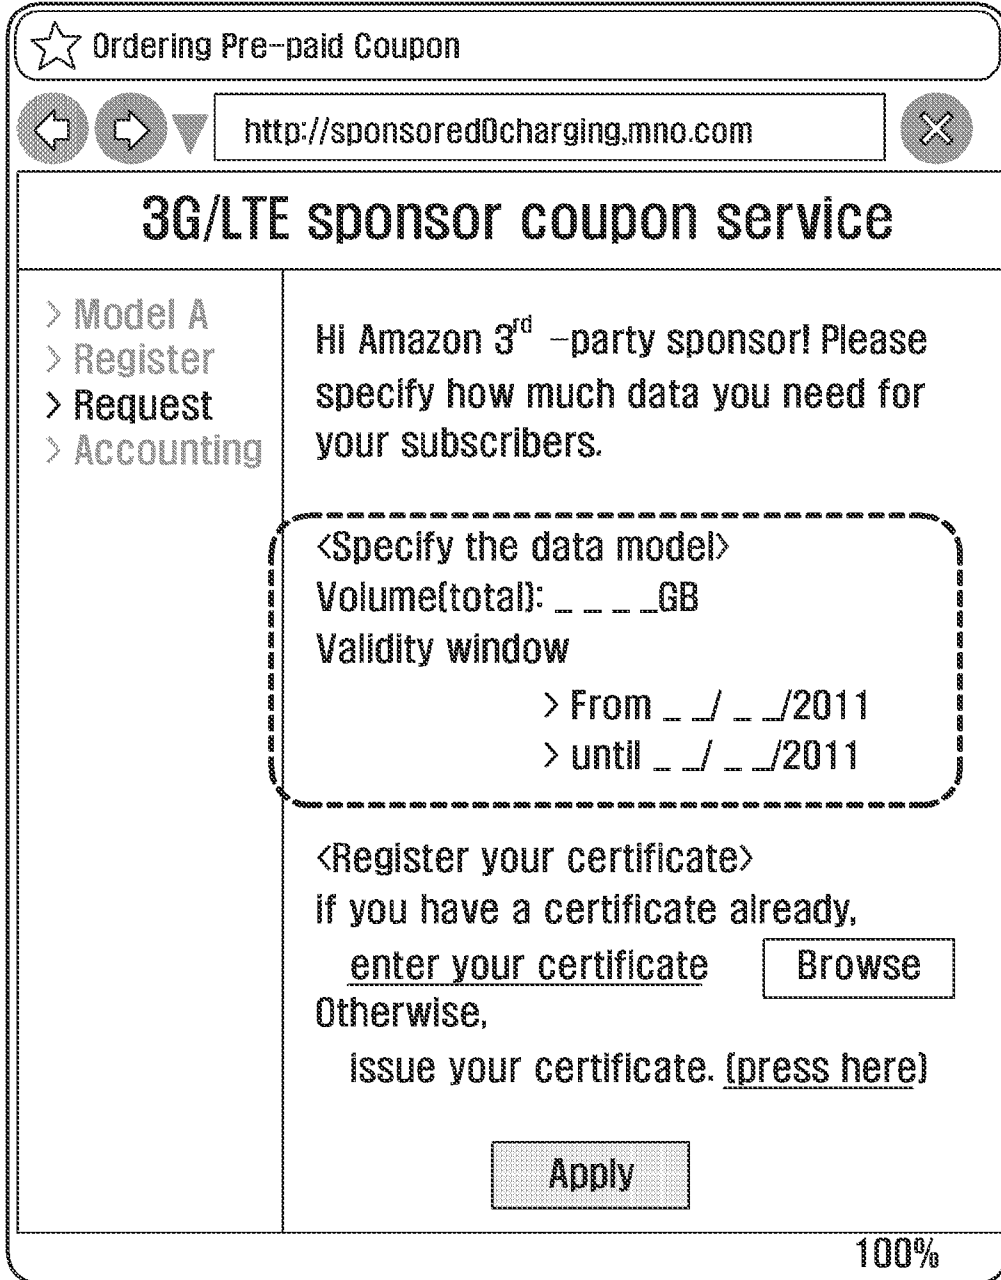 Ordering Pre-paid Coupon
http://sponsored0charging,mno.com
3G/LTE sponsor coupon service
> Model A
> Register
> Request
> Accounting
Hi Amazon 3rd -party sponsor! Please
specify how much data you need for
your subscribers.
<Specify the data model>
Volume(total): _ _ _ _GB
Validity window
> From _ _/ _ _/2011
> until _ _/ _ _/2011
<Register your certificate>
if you have a certificate already,
enter your certificate Browse
Otherwise,
issue your certificate. (press here)
Apply
100%